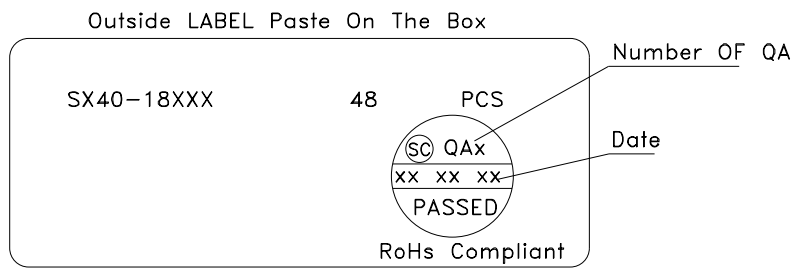 Outside LABEL Paste On The Box
Number OF QA
SX40-18XXX 48 PCS
SC QAx
Date
xx xx xx
PASSED
RoHs Compliant